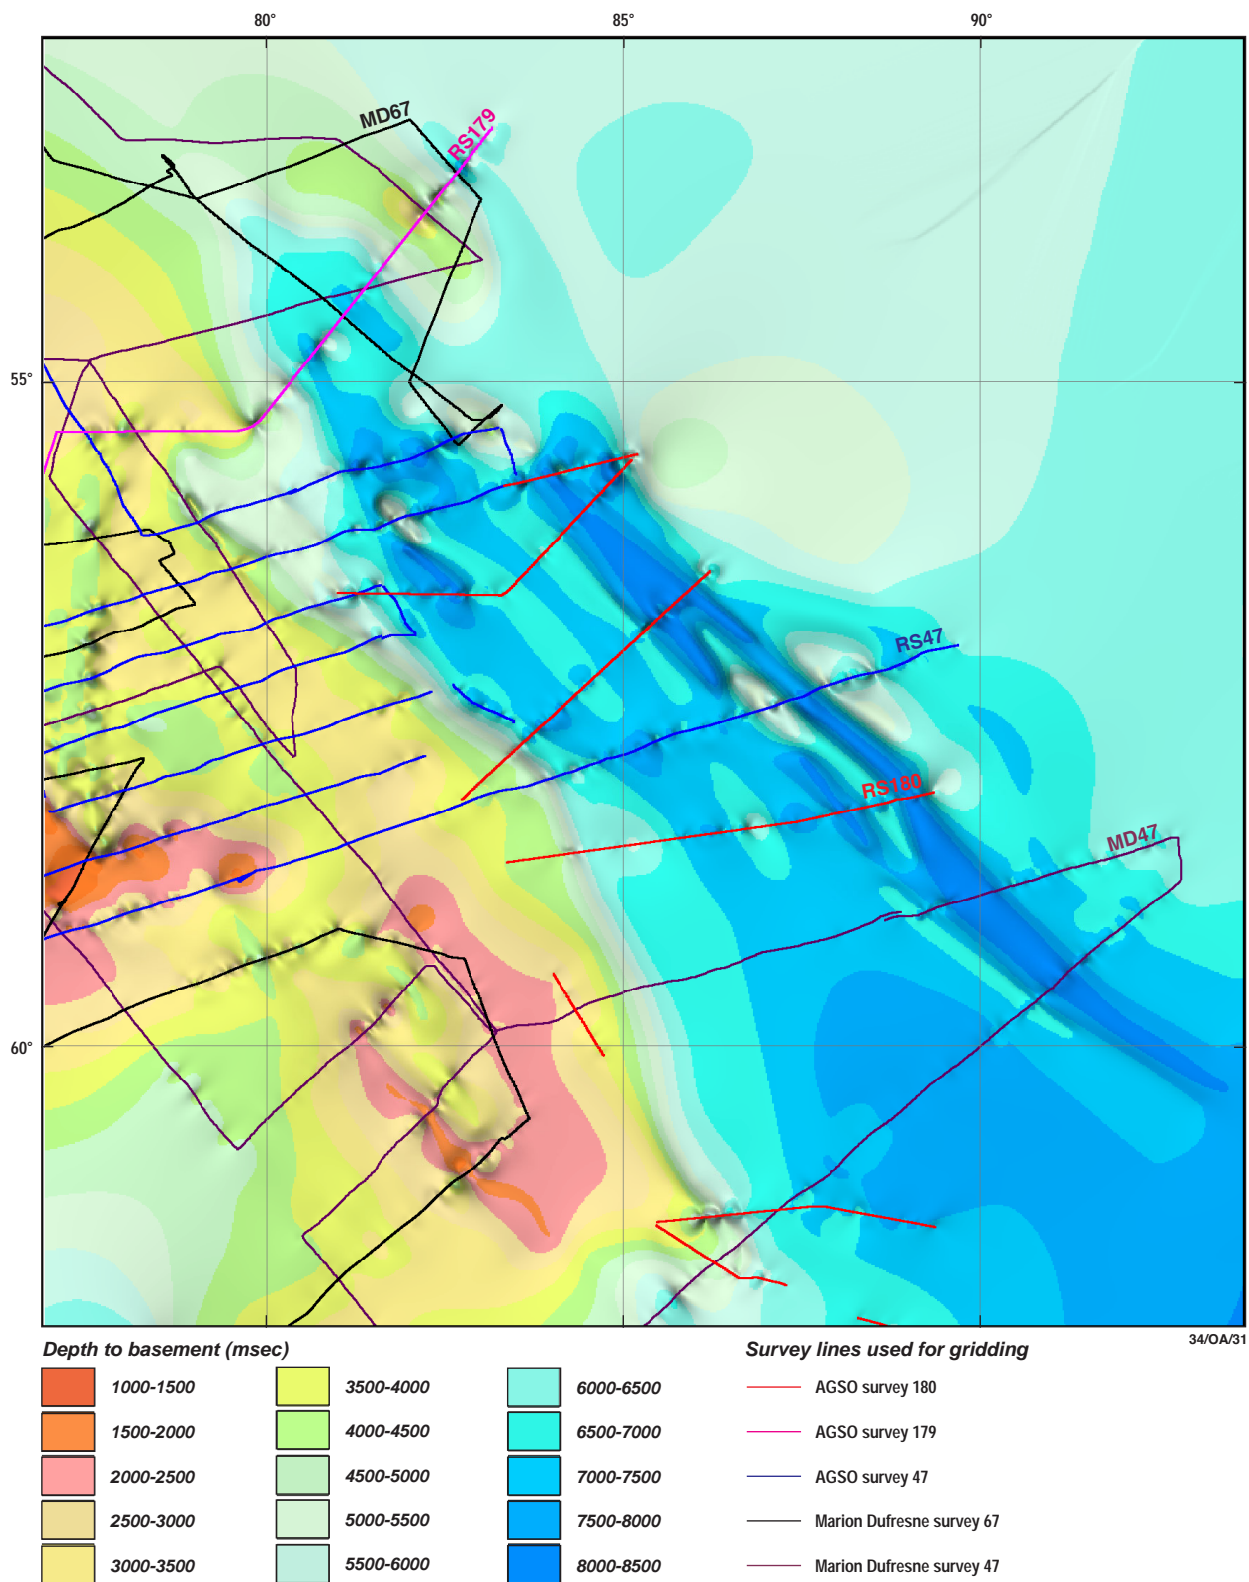 80° 85° 90°
MD67
RS179
55°
RS47
RS180
MD47
60°
34/OA/31
Depth to basement (msec)
Survey lines used for gridding
1000-1500 3500-4000 6000-6500 AGSO survey 180
1500-2000 4000-4500 6500-7000 AGSO survey 179
2000-2500 4500-5000 7000-7500 AGSO survey 47
2500-3000 5000-5500 7500-8000 Marion Dufresne survey 67
3000-3500 5500-6000 8000-8500 Marion Dufresne survey 47